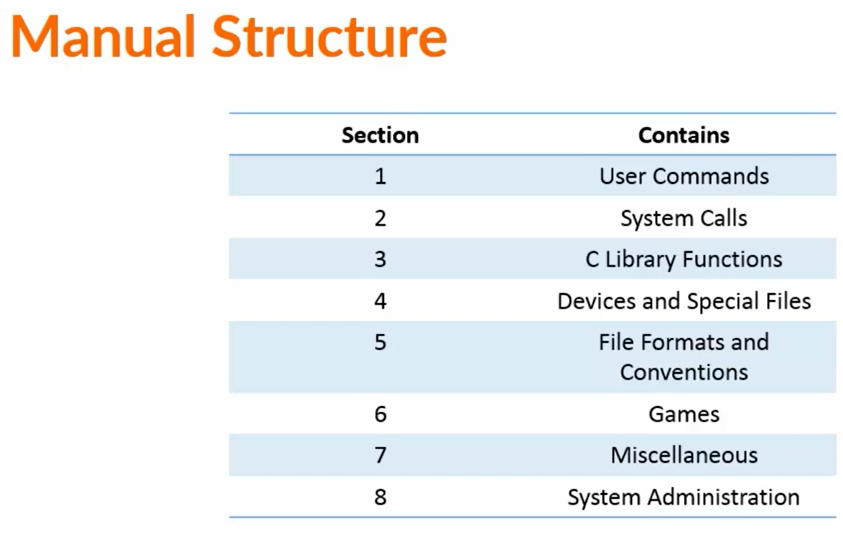 Manual Structure
Section Contains
1 User Commands
2 System Calls
3 C Library Functions
4 Devices and Special Files
5 File Formats and
Conventions
6 Games
7 Miscellaneous
8 System Administration